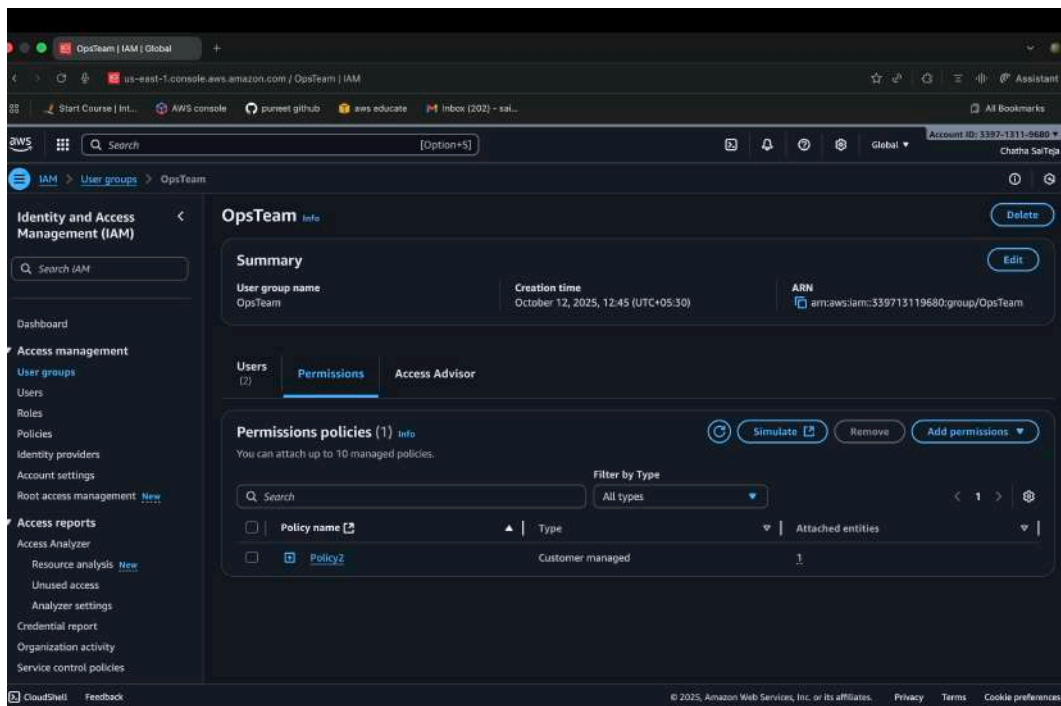 OpsTeam | IAM | Global
us-east-1.console.aws.amazon.com / OpsTeam | IAM
Assistant
Start Course | Int...
AWS console
puneet github
aws educate
Inbox (202) - sai...
All Bookmarks
aws
Search
[Option+S]
Global
Account ID: 3397-1311-9680
Chatha SaiTeja
IAM > User groups > OpsTeam
Identity and Access Management (IAM)
Search IAM
Dashboard
Access management
User groups
Users
Roles
Policies
Identity providers
Account settings
Root access management New
Access reports
Access Analyzer
Resource analysis New
Unused access
Analyzer settings
Credential report
Organization activity
Service control policies
OpsTeam Info
Delete
Summary
Edit
User group name
OpsTeam
Creation time
October 12, 2025, 12:45 (UTC+05:30)
ARN
arn:aws:iam::339713119680:group/OpsTeam
Users
(2)
Permissions
Access Advisor
Permissions policies (1) Info
You can attach up to 10 managed policies.
Simulate
Remove
Add permissions
Filter by Type
Search
All types
1
Policy name
Type
Attached entities
Policy2
Customer managed
1
CloudShell
Feedback
© 2025, Amazon Web Services, Inc. or its affiliates.
Privacy
Terms
Cookie preferences